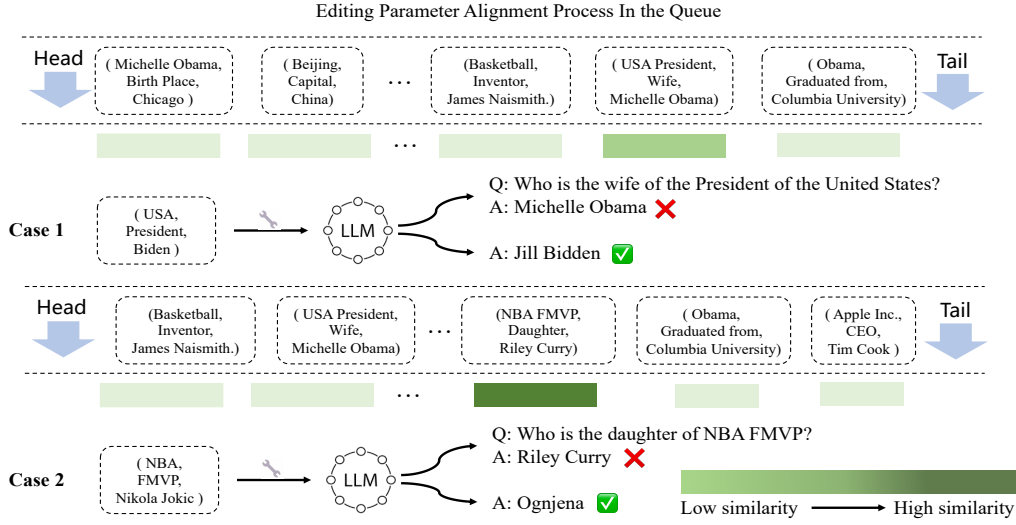 Editing Parameter Alignment Process In the Queue
Head
( Michelle Obama,
Birth Place,
Chicago )
( Beijing,
Capital,
China)
...
(Basketball,
Inventor,
James Naismith.)
( USA President,
Wife,
Michelle Obama)
( Obama,
Graduated from,
Columbia University)
Tail
...
Case 1
( USA,
President,
Biden )
LLM
Q: Who is the wife of the President of the United States?
A: Michelle Obama
A: Jill Bidden
Head
(Basketball,
Inventor,
James Naismith.)
( USA President,
Wife,
Michelle Obama)
...
(NBA FMVP,
Daughter,
Riley Curry)
( Obama,
Graduated from,
Columbia University)
( Apple Inc.,
CEO,
Tim Cook )
Tail
...
Case 2
( NBA,
FMVP,
Nikola Jokic )
LLM
Q: Who is the daughter of NBA FMVP?
A: Riley Curry
A: Ognjena
Low similarity
High similarity